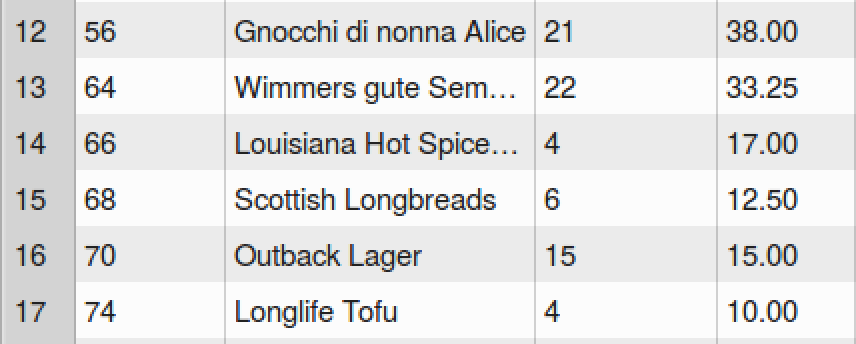 12 56 Gnocchi di nonna Alice 21 38.00
13 64 Wimmers gute Sem… 22 33.25
14 66 Louisiana Hot Spice… 4 17.00
15 68 Scottish Longbreads 6 12.50
16 70 Outback Lager 15 15.00
17 74 Longlife Tofu 4 10.00